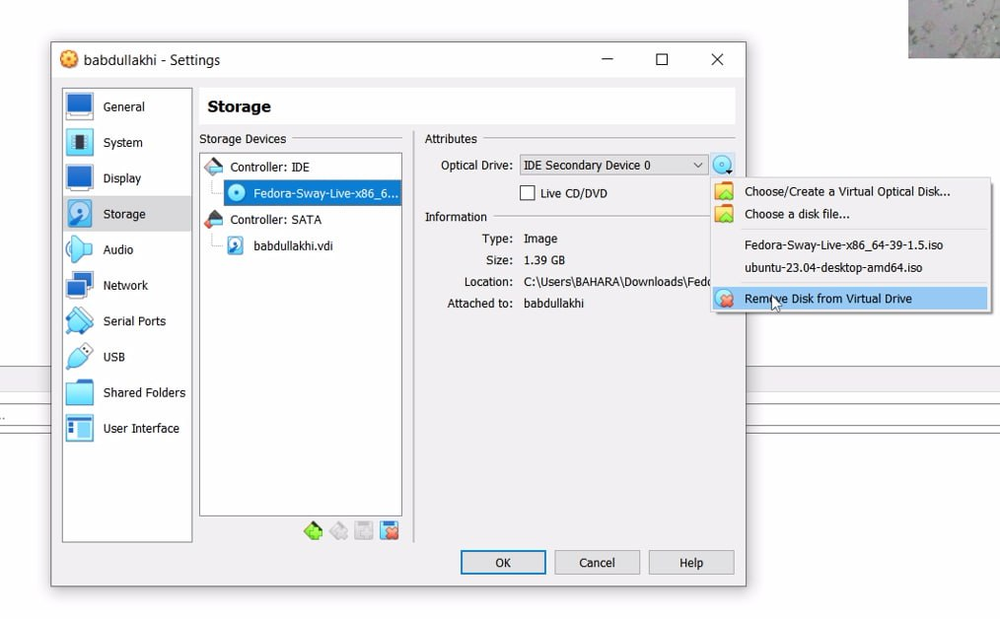 babdullakhi - Settings
General
System
Display
Storage
Audio
Network
Serial Ports
USB
Shared Folders
User Interface
Storage
Storage Devices
Controller: IDE
Fedora-Sway-Live-x86_6...
Controller: SATA
babdullakhi.vdi
Attributes
Optical Drive: IDE Secondary Device 0
Live CD/DVD
Information
Type: Image
Size: 1.39 GB
Location: C:\Users\BAHARA\Downloads\Fedo
Attached to: babdullakhi
Choose/Create a Virtual Optical Disk...
Choose a disk file...
Fedora-Sway-Live-x86_64-39-1.5.iso
ubuntu-23.04-desktop-amd64.iso
Remove Disk from Virtual Drive
OK
Cancel
Help